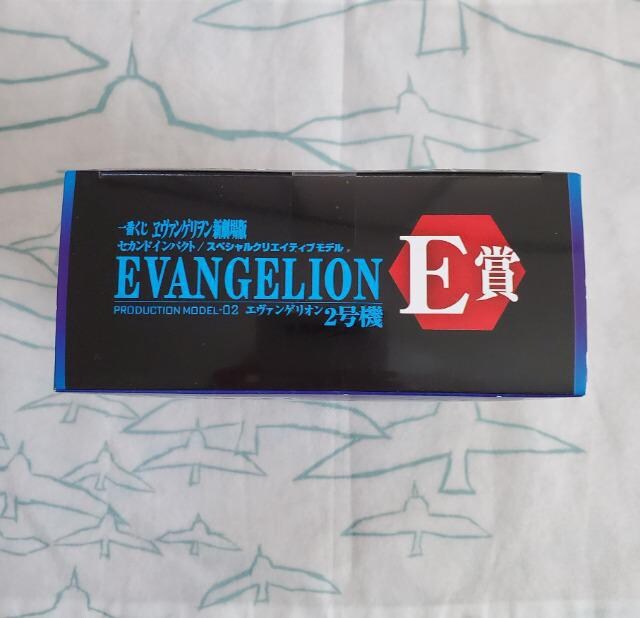 一番くじ ヱヴァンゲリヲン新劇場版
セカンドインパクト/スペシャルクリエイティブモデル
EVANGELION
PRODUCTION MODEL-02 エヴァンゲリオン2号機
E賞